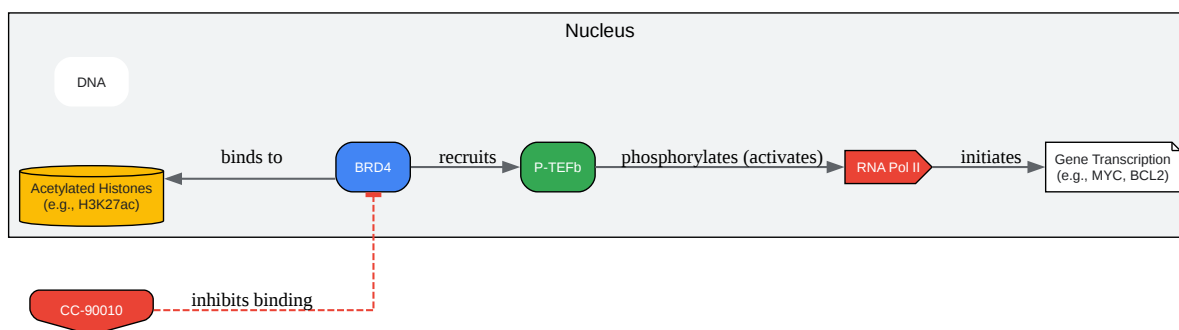 Nucleus
DNA
binds to
BRD4
recruits
P-TEFb
phosphorylates (activates)
RNA Pol II
initiates
Gene Transcription
(e.g., MYC, BCL2)
Acetylated Histones
(e.g., H3K27ac)
CC-90010
inhibits binding